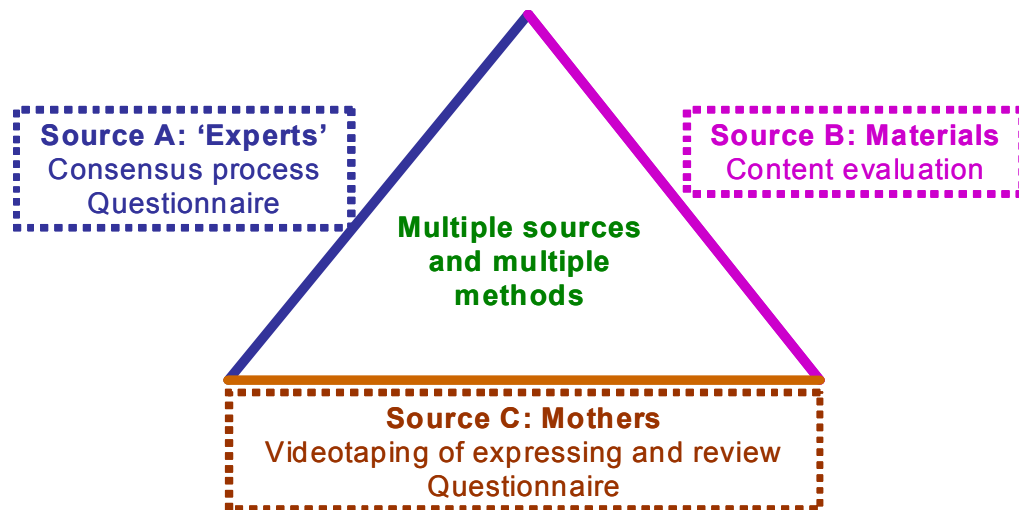 Source A: ‘Experts’
Consensus process
Questionnaire
Source B: Materials
Content evaluation
Multiple sources
and multiple
methods
Source C: Mothers
Videotaping of expressing and review
Questionnaire